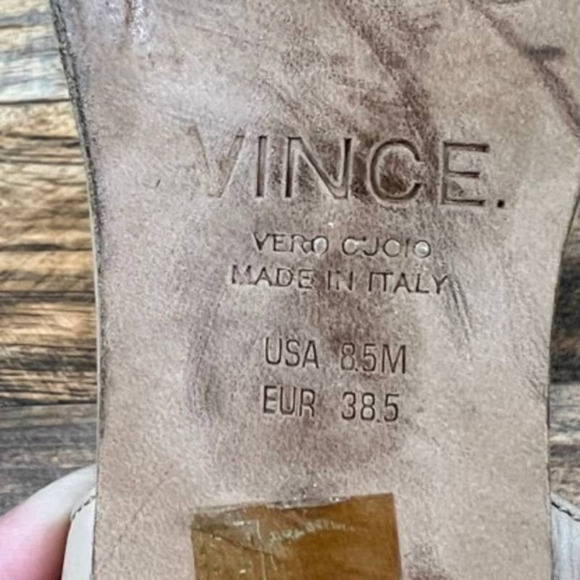 VINCE.
VERO CUOIO
MADE IN ITALY
USA 8.5M
EUR 38.5